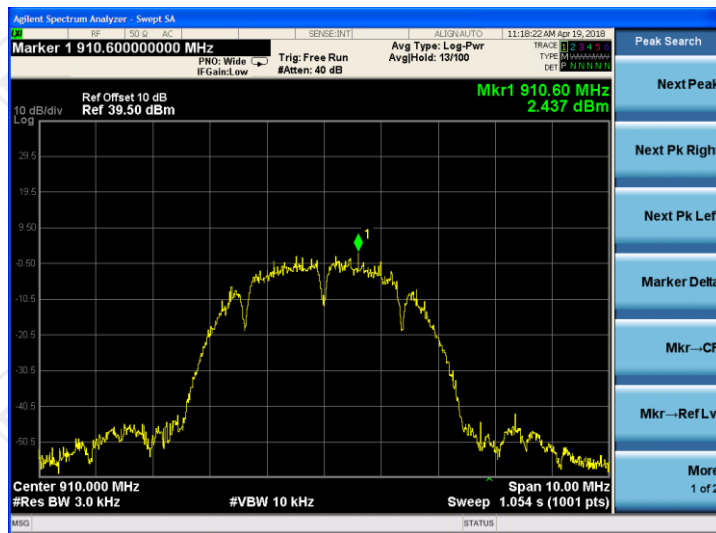 Agilent Spectrum Analyzer - Swept SA
RF 50 Ω AC SENSE:INT ALIGNAUTO 11:18:22 AM Apr 19, 2018
Marker 1 910.600000000 MHz
PNO: Wide
IFGain:Low
Trig: Free Run
#Atten: 40 dB
Avg Type: Log-Pwr
Avg|Hold: 13/100
TRACE 1 2 3 4 5 6
TYPE M
DET P N N N N N
Peak Search
Mkr1 910.60 MHz
2.437 dBm
Ref Offset 10 dB
Ref 39.50 dBm
10 dB/div
Log
29.5
19.5
9.50
-0.50
-10.5
-20.5
-30.5
-40.5
-50.5
1
Center 910.000 MHz
Span 10.00 MHz
#Res BW 3.0 kHz
#VBW 10 kHz
Sweep 1.054 s (1001 pts)
MSG
STATUS
Next Peak
Next Pk Right
Next Pk Left
Marker Delta
Mkr→CF
Mkr→Ref Lv
More
1 of 2